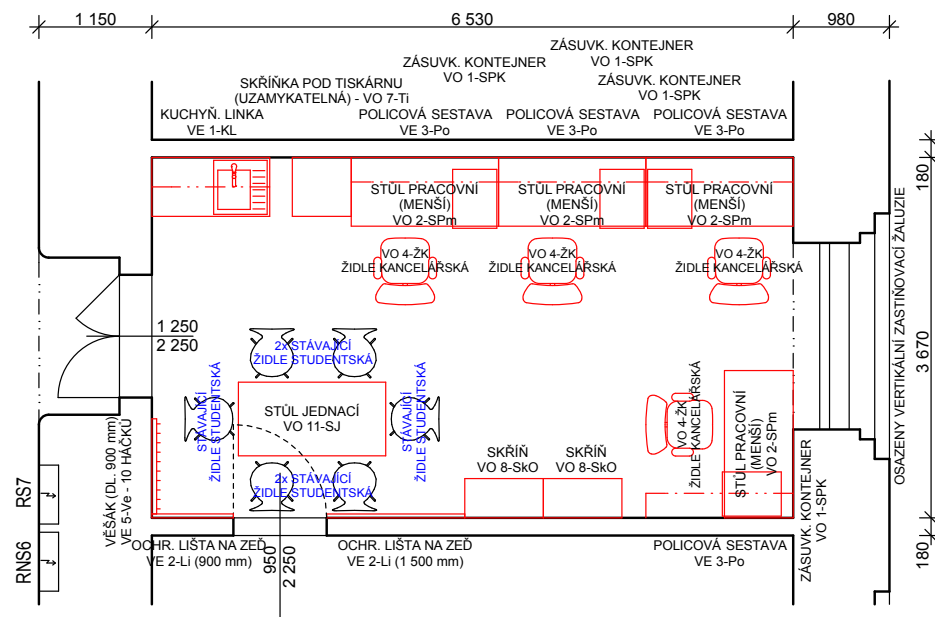 1 150
6 530
980
ZÁSUVK. KONTEJNER
VO 1-SPK
ZÁSUVK. KONTEJNER
VO 1-SPK
ZÁSUVK. KONTEJNER
VO 1-SPK
SKŘÍŇKA POD TISKÁRNU
(UZAMYKATELNÁ) - VO 7-Ti
KUCHYŇ. LINKA
VE 1-KL
POLICOVÁ SESTAVA
VE 3-Po
POLICOVÁ SESTAVA
VE 3-Po
POLICOVÁ SESTAVA
VE 3-Po
180
STŮL PRACOVNÍ
(MENŠÍ)
VO 2-SPm
STŮL PRACOVNÍ
(MENŠÍ)
VO 2-SPm
STŮL PRACOVNÍ
(MENŠÍ)
VO 2-SPm
VO 4-ŽK
ŽIDLE KANCELÁŘSKÁ
VO 4-ŽK
ŽIDLE KANCELÁŘSKÁ
VO 4-ŽK
ŽIDLE KANCELÁŘSKÁ
OSAZENY VERTIKÁLNÍ ZASTIŇOVACÍ ŽALUZIE
3 670
1 250
2 250
2x STÁVAJÍCÍ
ŽIDLE STUDENTSKÁ
STÁVAJÍCÍ
ŽIDLE STUDENTSKÁ
STŮL JEDNACÍ
VO 11-SJ
STÁVAJÍCÍ
ŽIDLE STUDENTSKÁ
2x STÁVAJÍCÍ
ŽIDLE STUDENTSKÁ
SKŘÍŇ
VO 8-SkO
SKŘÍŇ
VO 8-SkO
VO 4-ŽK
ŽIDLE KANCELÁŘSKÁ
STŮL PRACOVNÍ
(MENŠÍ)
VO 2-SPm
ZÁSUVK. KONTEJNER
VO 1-SPK
VĚŠÁK (DL. 900 mm)
VE 5-Ve - 10 HÁČKŮ
RS7
RNS6
OCHR. LIŠTA NA ZEĎ
VE 2-Li (900 mm)
950
2 250
OCHR. LIŠTA NA ZEĎ
VE 2-Li (1 500 mm)
POLICOVÁ SESTAVA
VE 3-Po
180